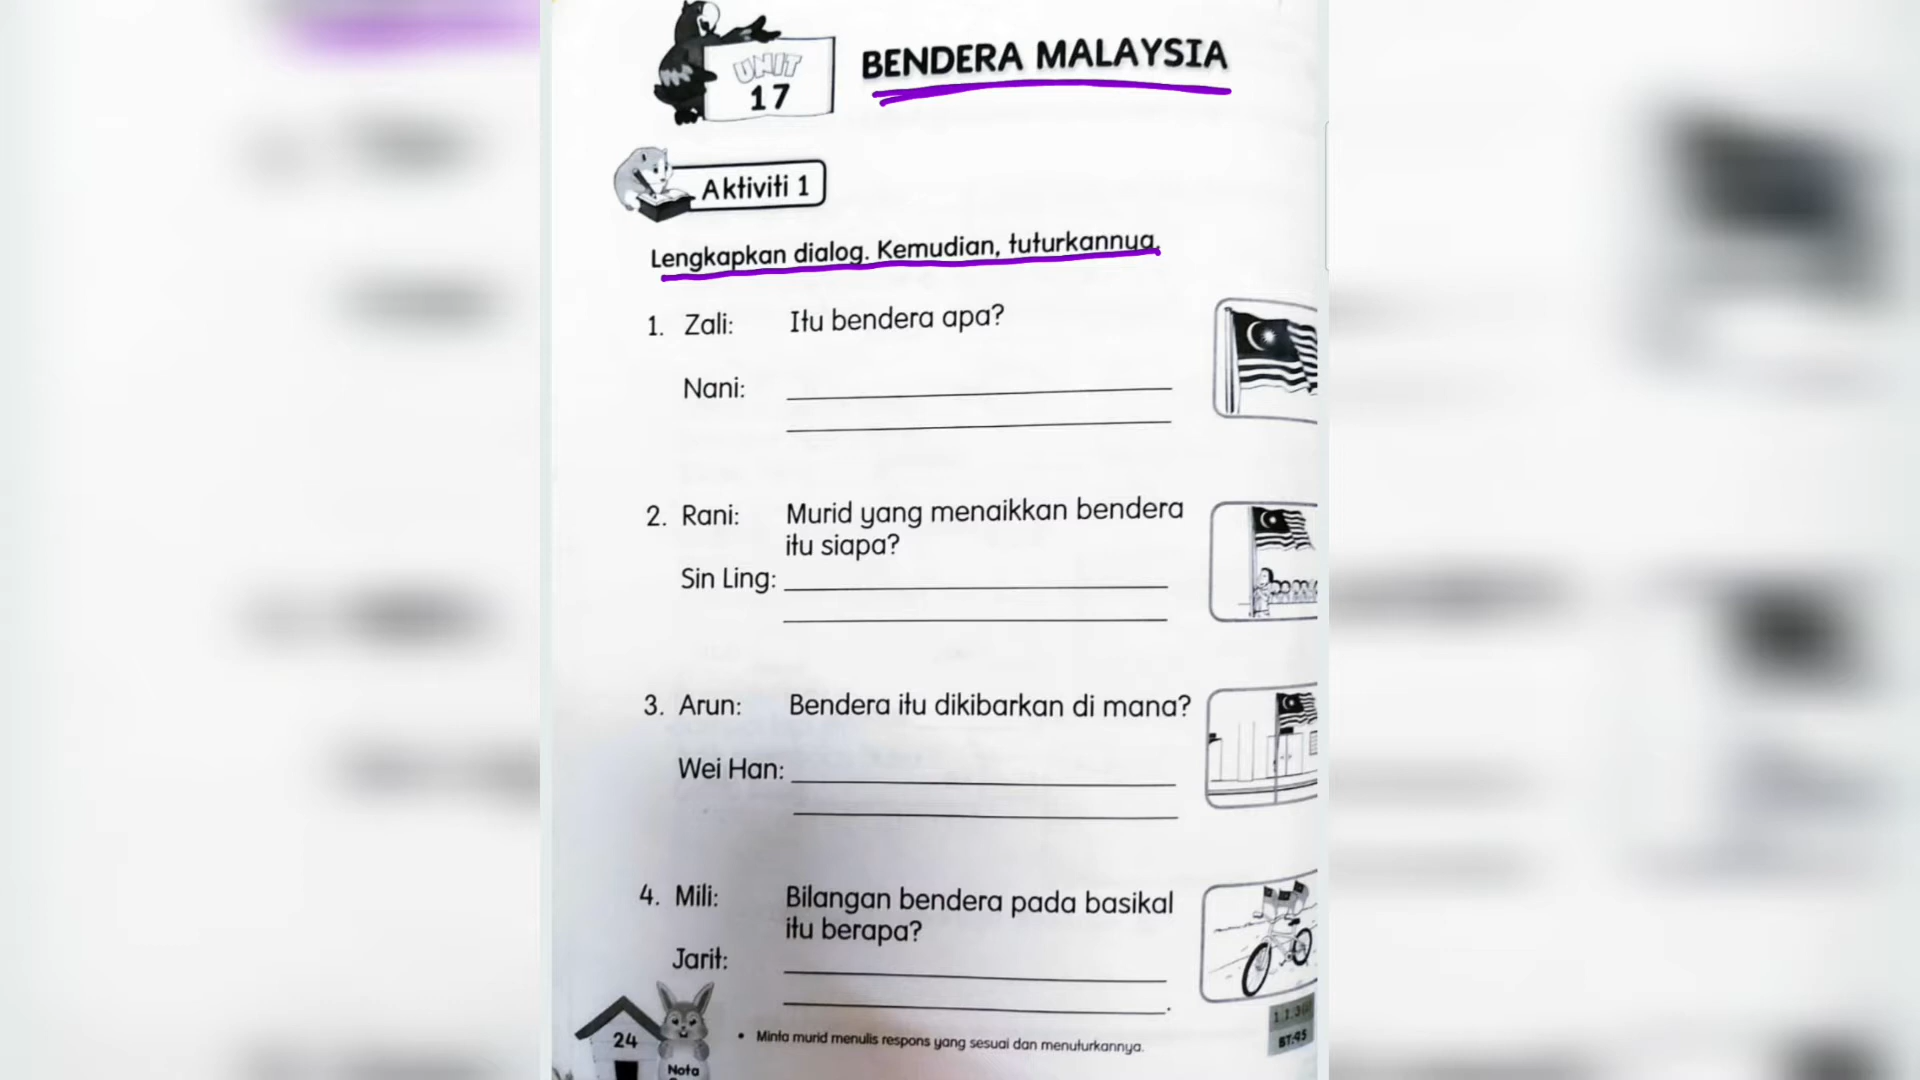 UNIT
17
BENDERA MALAYSIA
Aktiviti 1
Lengkapkan dialog. Kemudian, tuturkannya.
1. Zali: Itu bendera apa?
Nani:
2. Rani: Murid yang menaikkan bendera
itu siapa?
Sin Ling:
3. Arun: Bendera itu dikibarkan di mana?
Wei Han:
4. Mili: Bilangan bendera pada basikal
itu berapa?
Jarit:
.
24
Nota
• Minta murid menulis respons yang sesuai dan menuturkannya.
BT:95